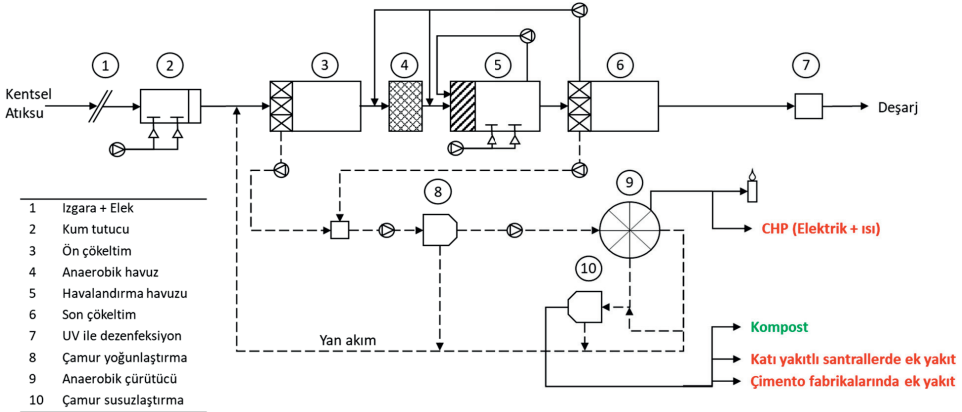 1
2
3
4
5
6
7
Kentsel
Atıksu
Deşarj
8
9
10
CHP (Elektrik + ısı)
1 Izgara + Elek
2 Kum tutucu
3 Ön çökeltim
4 Anaerobik havuz
5 Havalandırma havuzu
6 Son çökeltim
7 UV ile dezenfeksiyon
8 Çamur yoğunlaştırma
9 Anaerobik çürütücü
10 Çamur susuzlaştırma
Yan akım
Kompost
Katı yakıtlı santrallerde ek yakıt
Çimento fabrikalarında ek yakıt